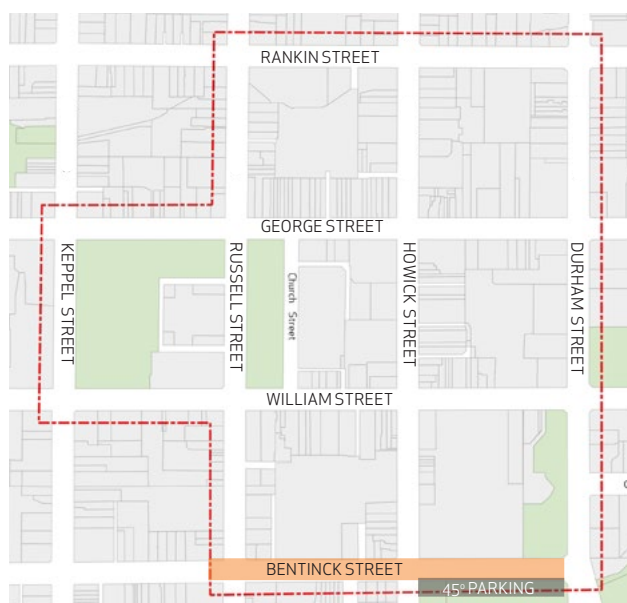 RANKIN STREET
GEORGE STREET
KEPPEL STREET
RUSSELL STREET
Church Street
HOWICK STREET
DURHAM STREET
WILLIAM STREET
BENTINCK STREET
45° PARKING